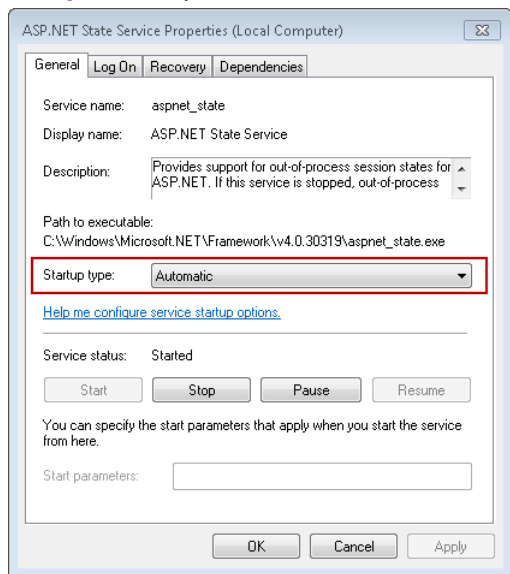 ASP.NET State Service Properties (Local Computer)
General Log On Recovery Dependencies
Service name: aspnet_state
Display name: ASP.NET State Service
Description: Provides support for out-of-process session states for
ASP.NET. If this service is stopped, out-of-process
Path to executable:
C:\Windows\Microsoft.NET\Framework\v4.0.30319\aspnet_state.exe
Startup type: Automatic
Help me configure service startup options.
Service status: Started
Start Stop Pause Resume
You can specify the start parameters that apply when you start the service
from here.
Start parameters:
OK Cancel Apply